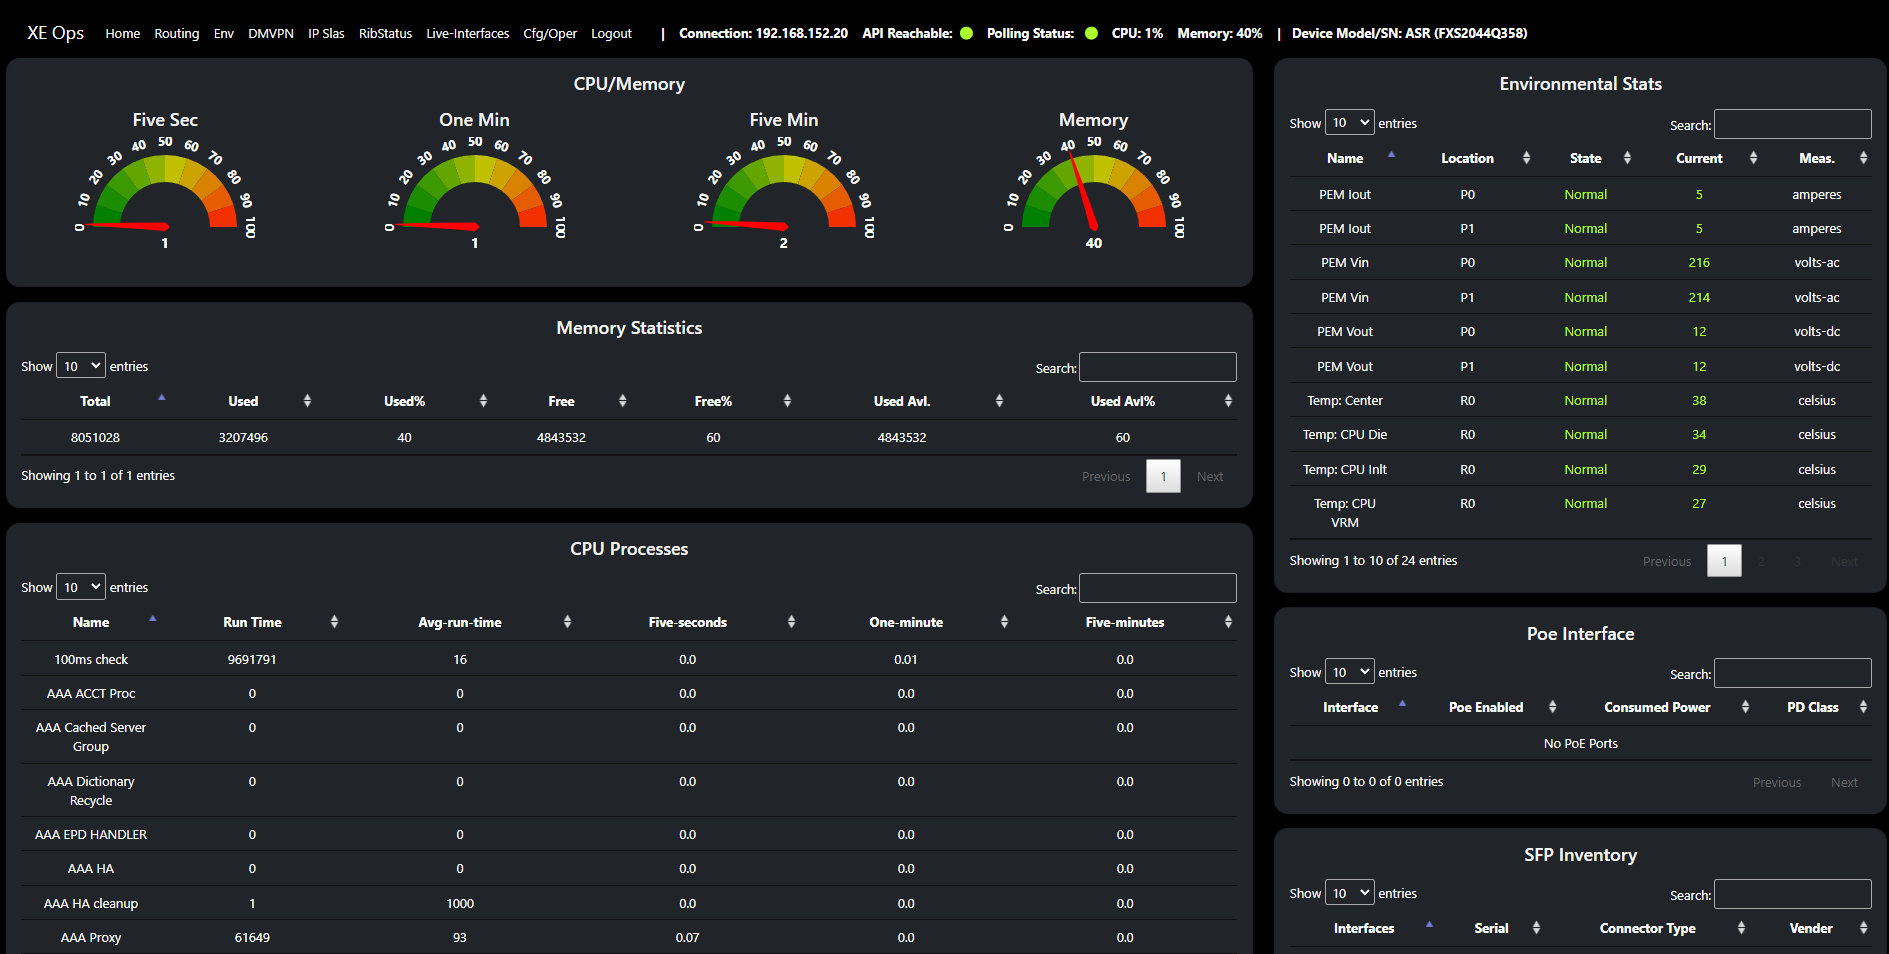 XE Ops Home Routing Env DMVPN IP Slas RibStatus Live-Interfaces Cfg/Oper Logout | Connection: 192.168.152.20 API Reachable: Polling Status: CPU: 1% Memory: 40% | Device Model/SN: ASR (FXS2044Q358)
CPU/Memory
Five Sec
0 10 20 30 40 50 60 70 80 90 100
1
One Min
0 10 20 30 40 50 60 70 80 90 100
1
Five Min
0 10 20 30 40 50 60 70 80 90 100
2
Memory
0 10 20 30 40 50 60 70 80 90 100
40
Memory Statistics
Show 10 entries Search:
Total Used Used% Free Free% Used Avl. Used Avl%
8051028 3207496 40 4843532 60 4843532 60
Showing 1 to 1 of 1 entries Previous 1 Next
CPU Processes
Show 10 entries Search:
Name Run Time Avg-run-time Five-seconds One-minute Five-minutes
100ms check 9691791 16 0.0 0.01 0.0
AAA ACCT Proc 0 0 0.0 0.0 0.0
AAA Cached Server 0 0 0.0 0.0 0.0
Group
AAA Dictionary 0 0 0.0 0.0 0.0
Recycle
AAA EPD HANDLER 0 0 0.0 0.0 0.0
AAA HA 0 0 0.0 0.0 0.0
AAA HA cleanup 1 1000 0.0 0.0 0.0
AAA Proxy 61649 93 0.07 0.0 0.0
Environmental Stats
Show 10 entries Search:
Name Location State Current Meas.
PEM Iout P0 Normal 5 amperes
PEM Iout P1 Normal 5 amperes
PEM Vin P0 Normal 216 volts-ac
PEM Vin P1 Normal 214 volts-ac
PEM Vout P0 Normal 12 volts-dc
PEM Vout P1 Normal 12 volts-dc
Temp: Center R0 Normal 38 celsius
Temp: CPU Die R0 Normal 34 celsius
Temp: CPU Inlt R0 Normal 29 celsius
Temp: CPU R0 Normal 27 celsius
VRM
Showing 1 to 10 of 24 entries Previous 1 2 3 Next
Poe Interface
Show 10 entries Search:
Interface Poe Enabled Consumed Power PD Class
No PoE Ports
Showing 0 to 0 of 0 entries Previous Next
SFP Inventory
Show 10 entries Search:
Interfaces Serial Connector Type Vender